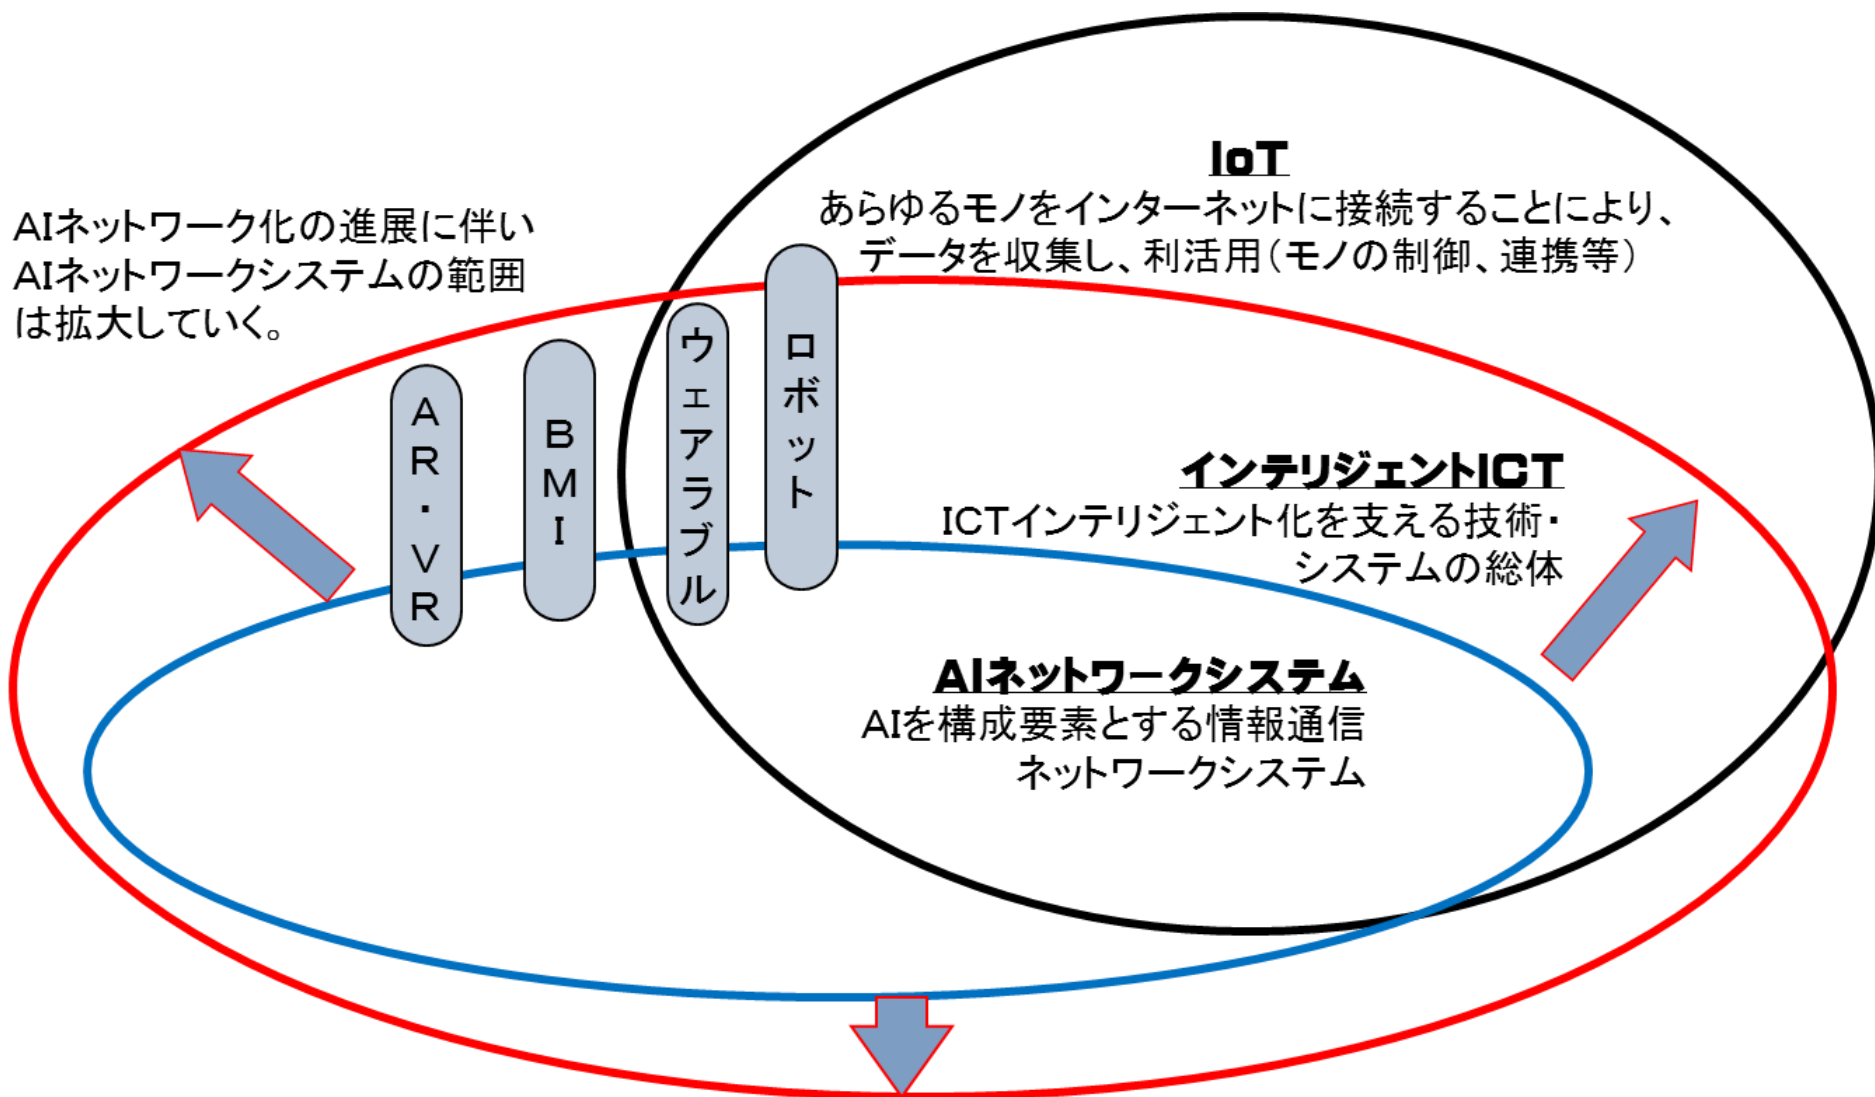 IoT
あらゆるモノをインターネットに接続することにより、
データを収集し、利活用（モノの制御、連携等）
AIネットワーク化の進展に伴い
AIネットワークシステムの範囲
は拡大していく。
AR・VR
BMI
ウェアラブル
ロボット
インテリジェントICT
ICTインテリジェント化を支える技術・
システムの総体
AIネットワークシステム
AIを構成要素とする情報通信
ネットワークシステム